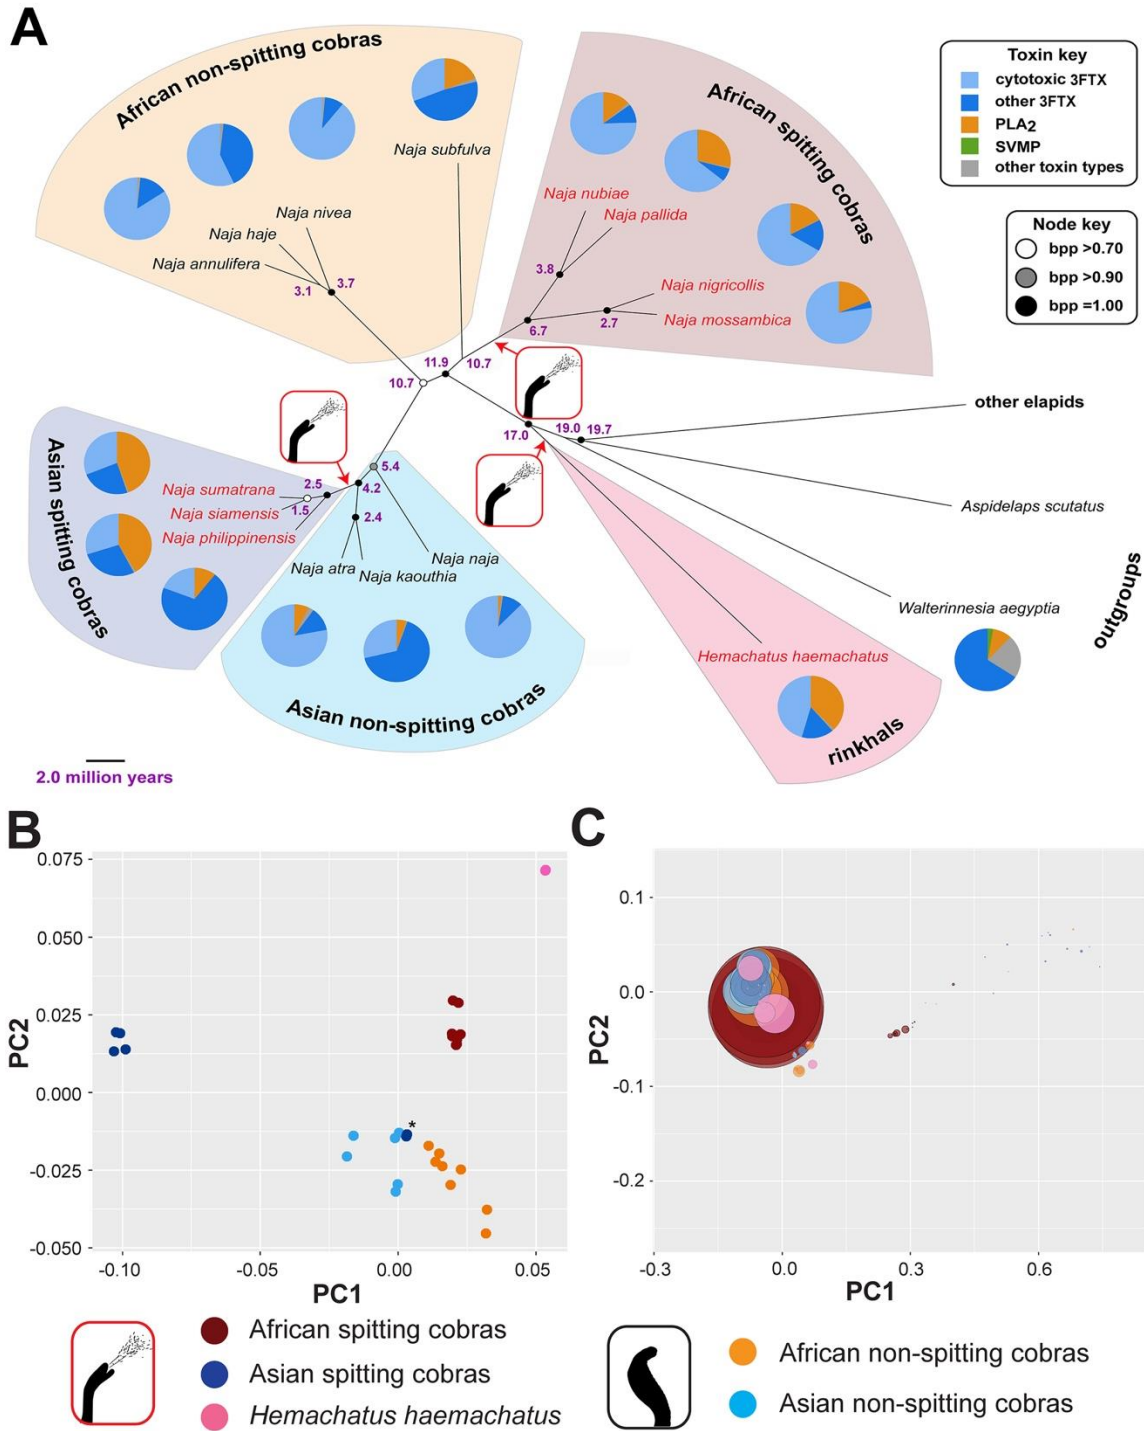 A
African non-spitting cobras
African spitting cobras
Toxin key
cytotoxic 3FTX
other 3FTX
PLA2
SVMP
other toxin types
Node key
bpp >0.70
bpp >0.90
bpp =1.00
Naja subfulva
Naja nivea
Naja haje
Naja annulifera
3.7
3.1
Naja nubiae
Naja pallida
3.8
Naja nigricollis
Naja mossambica
6.7
2.7
11.9
10.7
10.7
other elapids
19.0
19.7
17.0
Aspidelaps scutatus
Walterinnesia aegyptia
outgroups
Hemachatus haemachatus
rinkhals
Asian spitting cobras
5.4
4.2
2.5
1.5
2.4
Naja sumatrana
Naja siamensis
Naja philippinensis
Naja atra
Naja kaouthia
Naja naja
Asian non-spitting cobras
2.0 million years
B
0.075
0.050
0.025
0.000
-0.025
-0.050
PC2
*
-0.10
-0.05
0.00
0.05
PC1
C
0.1
0.0
-0.1
-0.2
PC2
-0.3
0.0
0.3
0.6
PC1
African spitting cobras
Asian spitting cobras
Hemachatus haemachatus
African non-spitting cobras
Asian non-spitting cobras